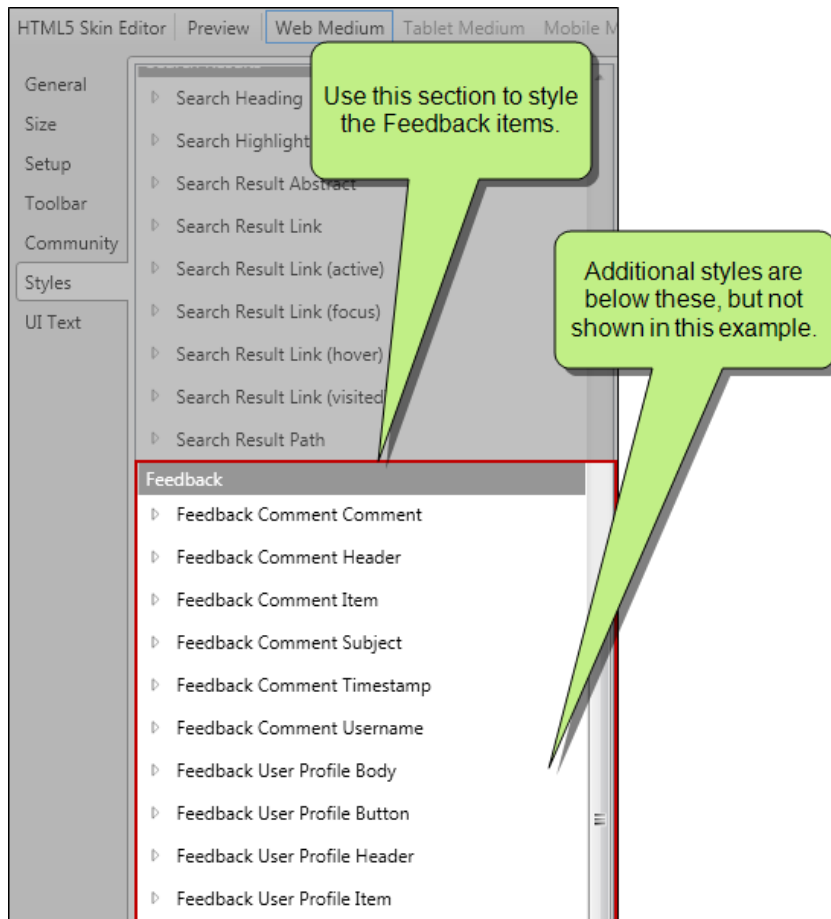 HTML5 Skin Editor Preview Web Medium Tablet Medium Mobile M
General
Size
Setup
Toolbar
Community
Styles
UI Text
Search Heading
Search Highlight
Search Result Abstract
Search Result Link
Search Result Link (active)
Search Result Link (focus)
Search Result Link (hover)
Search Result Link (visited
Search Result Path
Use this section to style
the Feedback items.
Additional styles are
below these, but not
shown in this example.
Feedback
Feedback Comment Comment
Feedback Comment Header
Feedback Comment Item
Feedback Comment Subject
Feedback Comment Timestamp
Feedback Comment Username
Feedback User Profile Body
Feedback User Profile Button
Feedback User Profile Header
Feedback User Profile Item